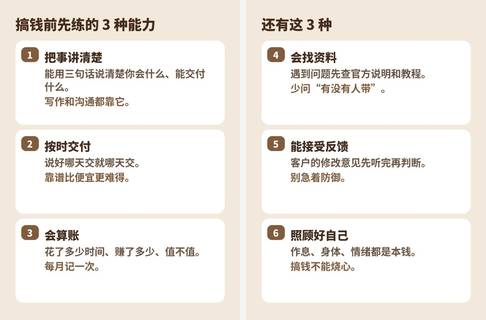 搞钱前先练的 3 种能力
1 把事讲清楚
能用三句话说清楚你会什么、能交付
什么。
写作和沟通都靠它。
2 按时交付
说好哪天交就哪天交。
靠谱比便宜更难得。
3 会算账
花了多少时间、赚了多少、值不值。
每月记一次。
还有这 3 种
4 会找资料
遇到问题先查官方说明和教程。
少问“有没有人带”。
5 能接受反馈
客户的修改意见先听完再判断。
别急着防御。
6 照顾好自己
作息、身体、情绪都是本钱。
搞钱不能烧心。